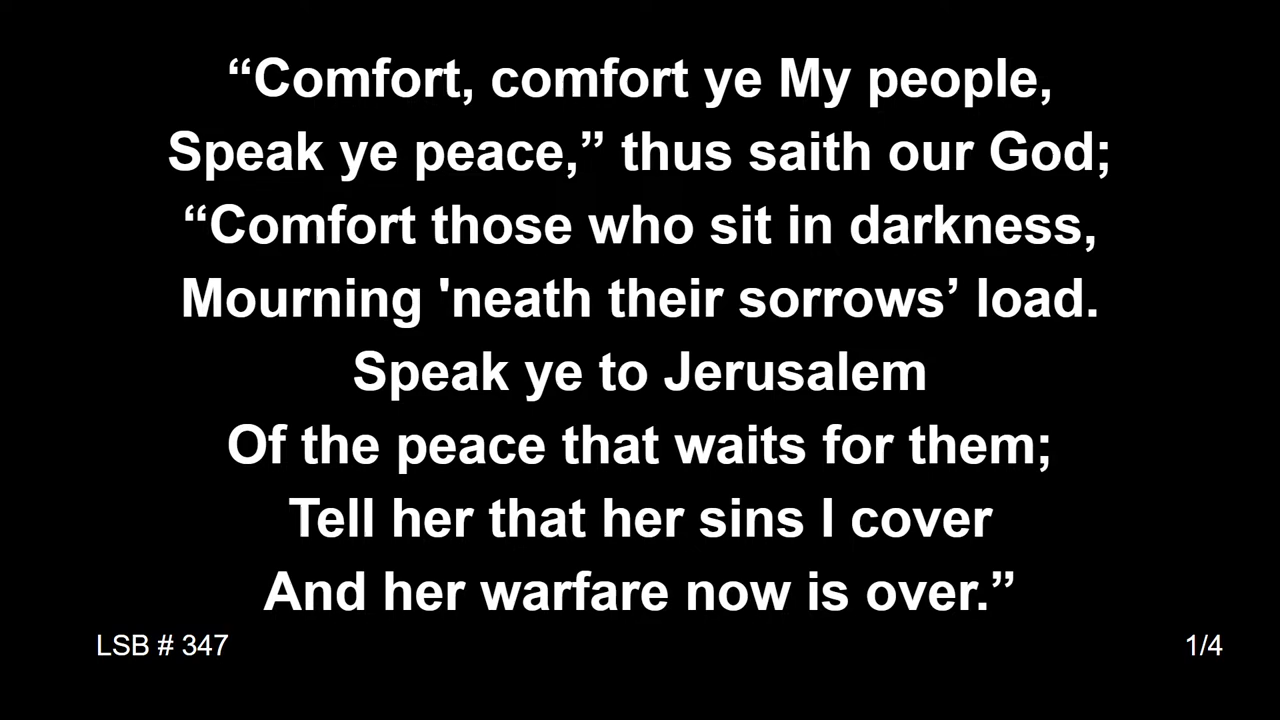 “Comfort, comfort ye My people,
Speak ye peace,” thus saith our God;
“Comfort those who sit in darkness,
Mourning 'neath their sorrows’ load.
Speak ye to Jerusalem
Of the peace that waits for them;
Tell her that her sins I cover
And her warfare now is over.”
LSB # 347
1/4